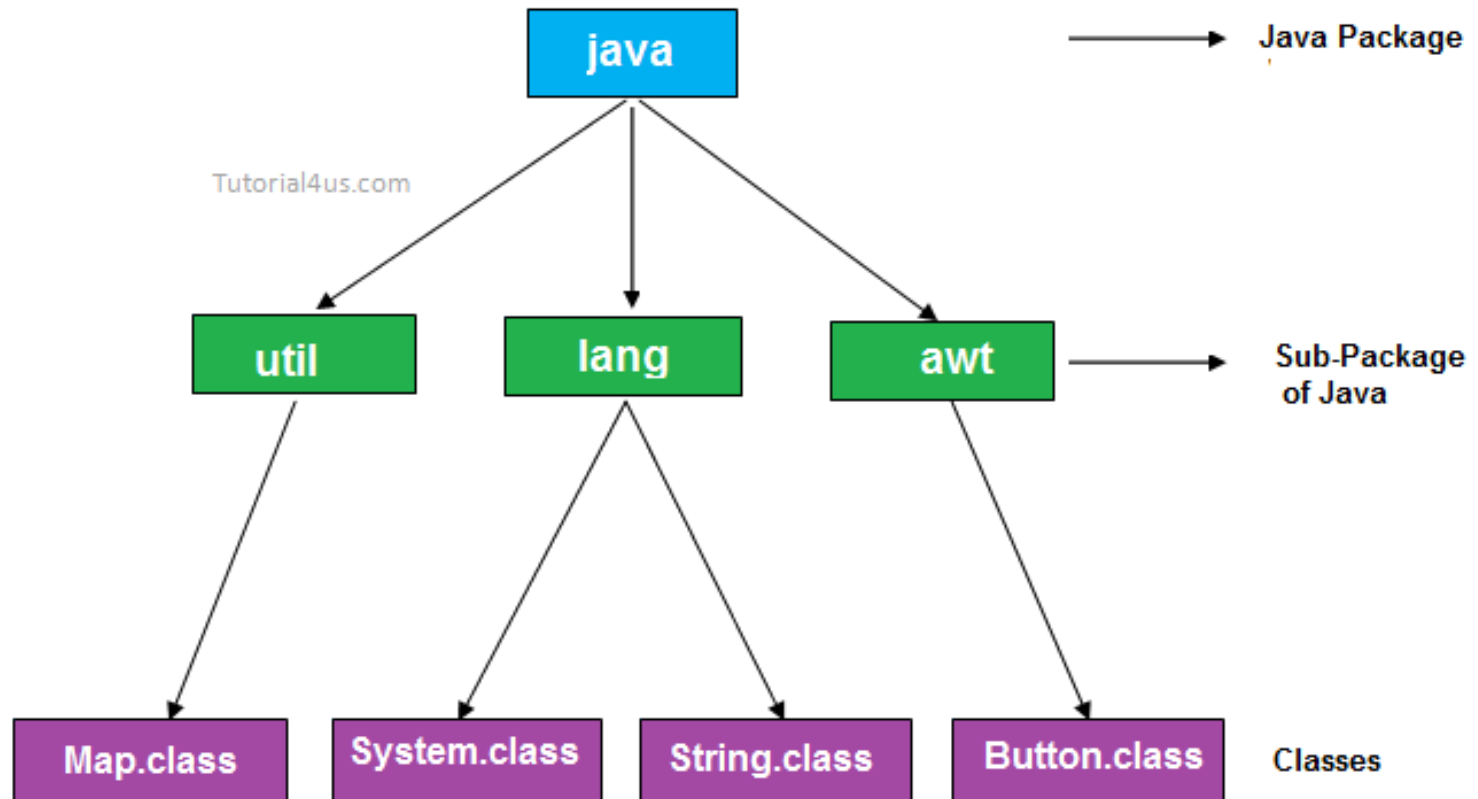 java
Java Package
Tutorial4us.com
util
lang
awt
Sub-Package
of Java
Map.class
System.class
String.class
Button.class
Classes